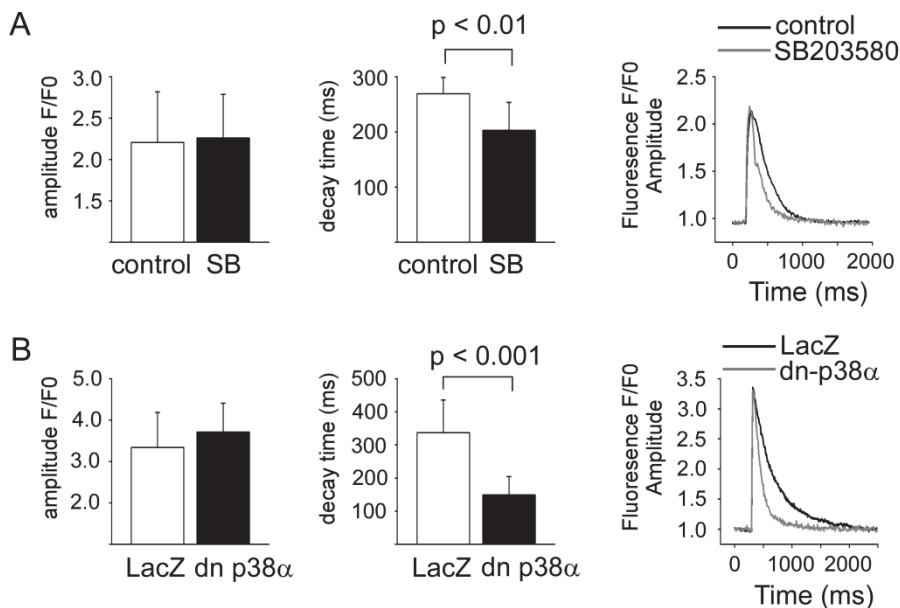 A
amplitude F/F0
3.0
2.5
2.0
1.5
control SB
p < 0.01
decay time (ms)
300
200
100
control SB
control
SB203580
Fluoresence F/F0
Amplitude
2.5
2.0
1.5
1.0
0 1000 2000
Time (ms)
B
amplitude F/F0
5.0
4.0
3.0
2.0
LacZ dn p38α
p < 0.001
decay time (ms)
500
400
300
200
100
LacZ dn p38α
LacZ
dn-p38α
Fluoresence F/F0
Amplitude
3.5
3.0
2.5
2.0
1.5
1.0
0 1000 2000
Time (ms)